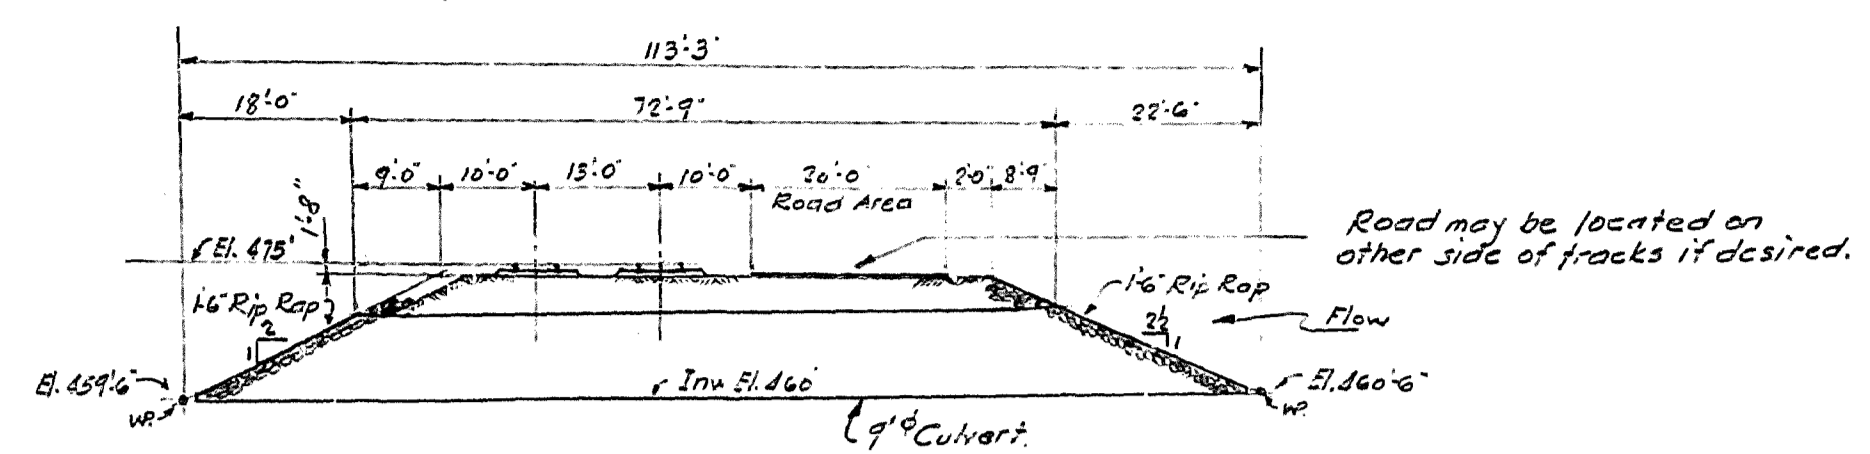 113'-3"
18'-0"
72'-9"
22'-6"
9'-0"
10'-0"
13'-0"
10'-0"
20'-0"
2'-0"
8'-9"
Road Area
1'-8"
El. 475'
Road may be located on
other side of tracks if desired.
1'-6" Rip Rap
1'-6" Rip Rap
2
1
2½
1
Flow
El. 459'-6"
W.P.
Inv. El. 460'
El. 460'-6"
W.P.
9' ϕ Culvert.